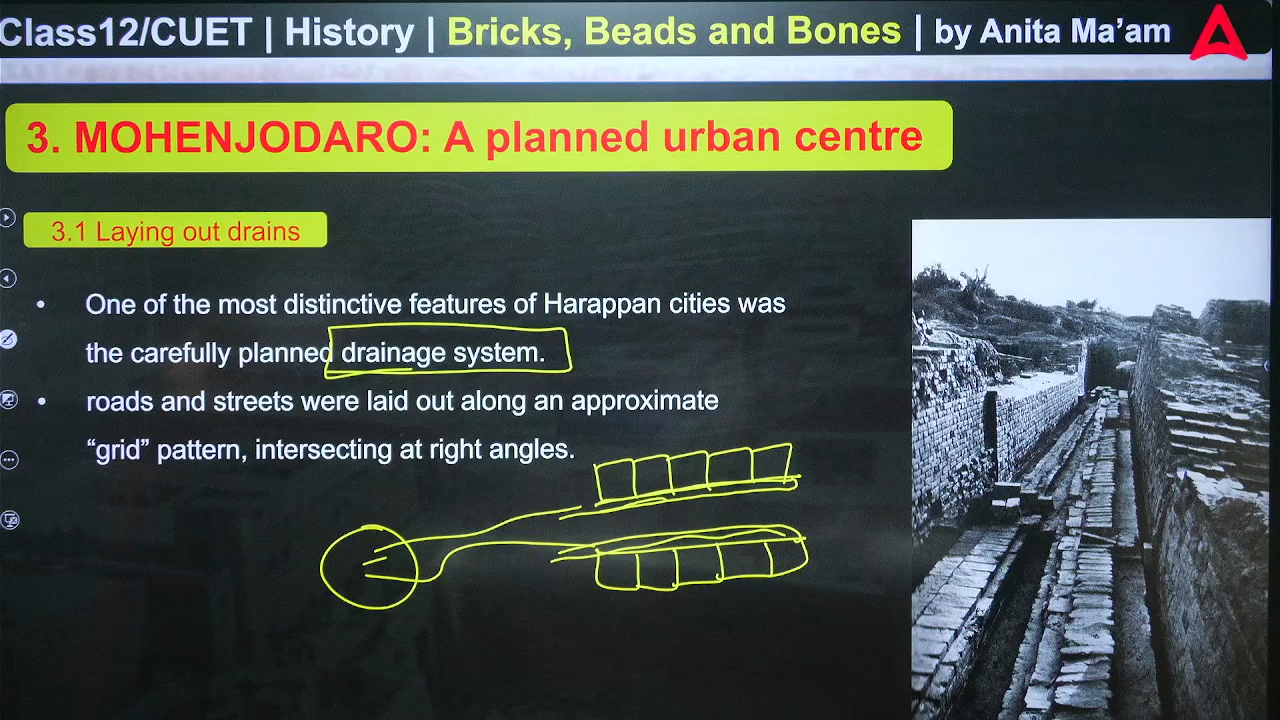 Class12/CUET | History | Bricks, Beads and Bones | by Anita Ma'am
3. MOHENJODARO: A planned urban centre
3.1 Laying out drains
• One of the most distinctive features of Harappan cities was
the carefully planned drainage system.
• roads and streets were laid out along an approximate
“grid” pattern, intersecting at right angles.